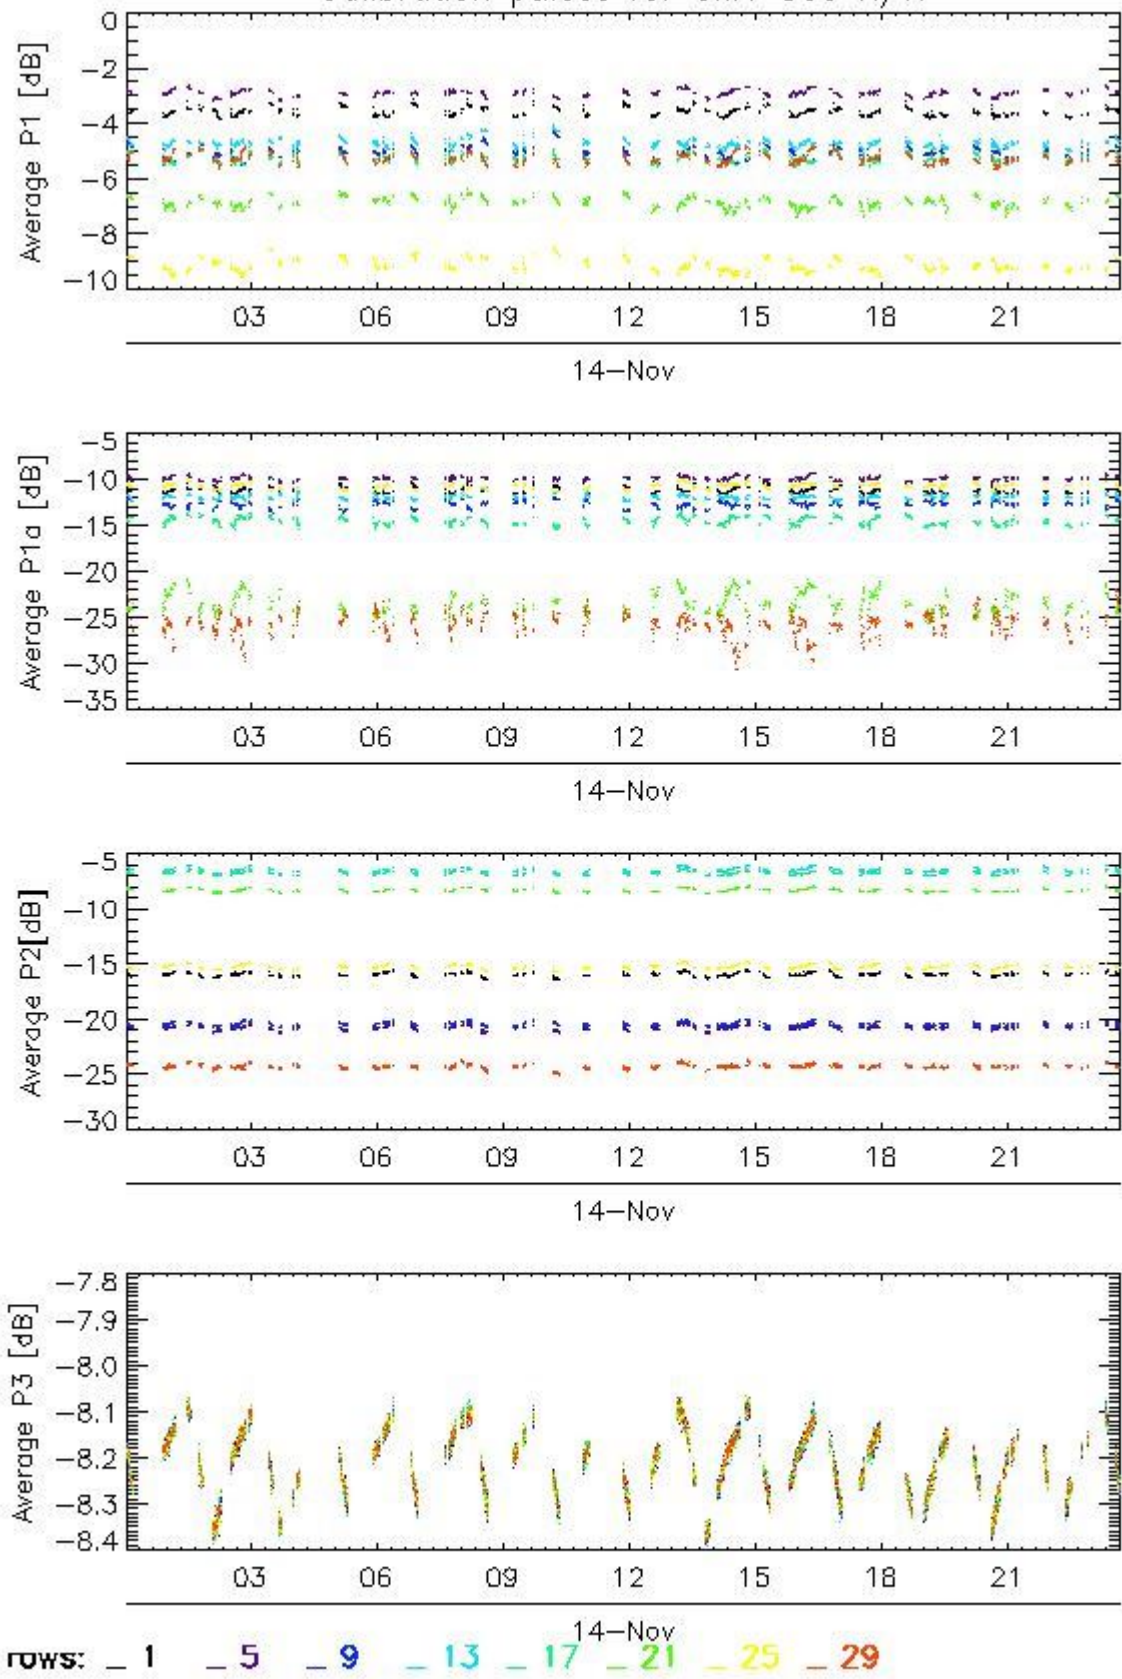 0
-2
-4
-6
-8
-10
Average P1 [dB]
03 06 09 12 15 18 21
14-Nov
-5
-10
-15
-20
-25
-30
-35
Average P1a [dB]
03 06 09 12 15 18 21
14-Nov
-5
-10
-15
-20
-25
-30
Average P2[dB]
03 06 09 12 15 18 21
14-Nov
-7.8
-7.9
-8.0
-8.1
-8.2
-8.3
-8.4
Average P3 [dB]
03 06 09 12 15 18 21
14-Nov
rows: _ 1 _ 5 _ 9 _ 13 _ 17 _ 21 _ 25 _ 29